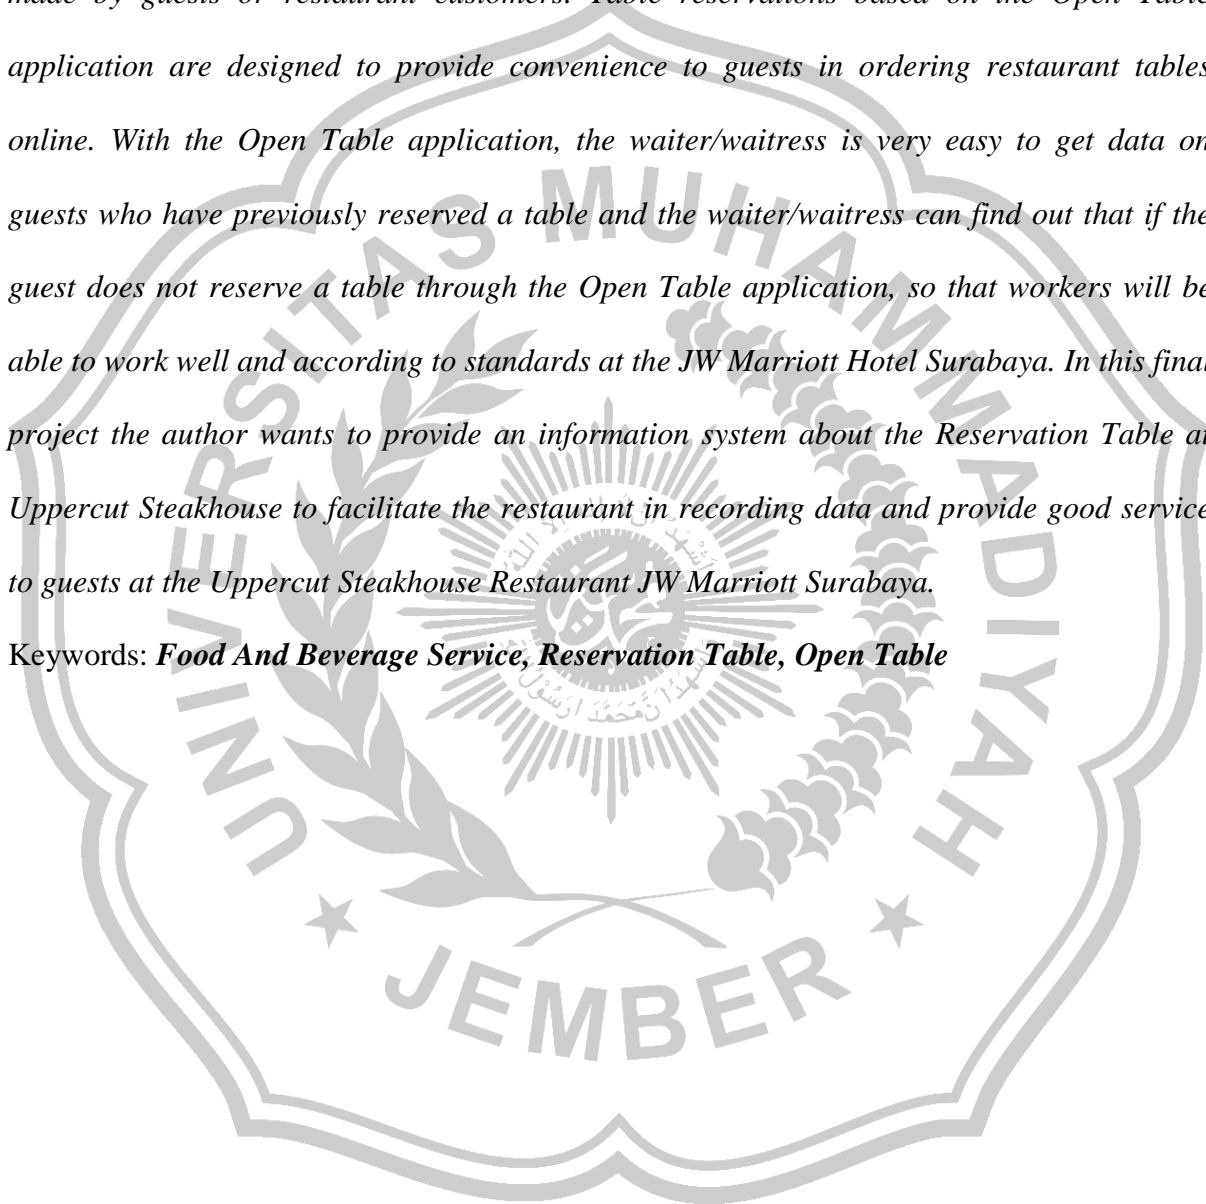 made by guests or restaurant customers. Table reservations based on the Open Table
application are designed to provide convenience to guests in ordering restaurant tables
online. With the Open Table application, the waiter/waitress is very easy to get data on
guests who have previously reserved a table and the waiter/waitress can find out that if the
guest does not reserve a table through the Open Table application, so that workers will be
able to work well and according to standards at the JW Marriott Hotel Surabaya. In this final
project the author wants to provide an information system about the Reservation Table at
Uppercut Steakhouse to facilitate the restaurant in recording data and provide good service
to guests at the Uppercut Steakhouse Restaurant JW Marriott Surabaya.
Keywords: Food And Beverage Service, Reservation Table, Open Table
UNIVERSITAS MUHAMMADIYAH
JEMBER